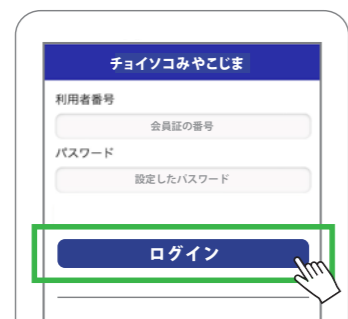 チョイソコみやこじま
利用者番号
会員証の番号
パスワード
設定したパスワード
ログイン